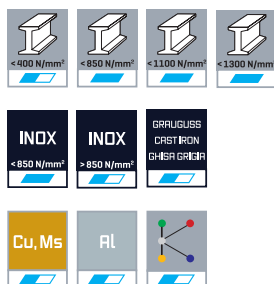 <400 N/mm² <850 N/mm² <1100 N/mm² <1300 N/mm²
INOX INOX GRAUGUSS
CAST IRON
GHISA GRIGIA
<850 N/mm² >850 N/mm²
Cu, Ms Al